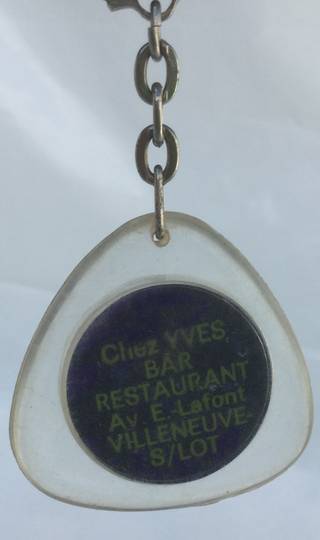 Chez YVES
BAR
RESTAURANT
Av. E. Lafont
VILLENEUVE-
S/LOT